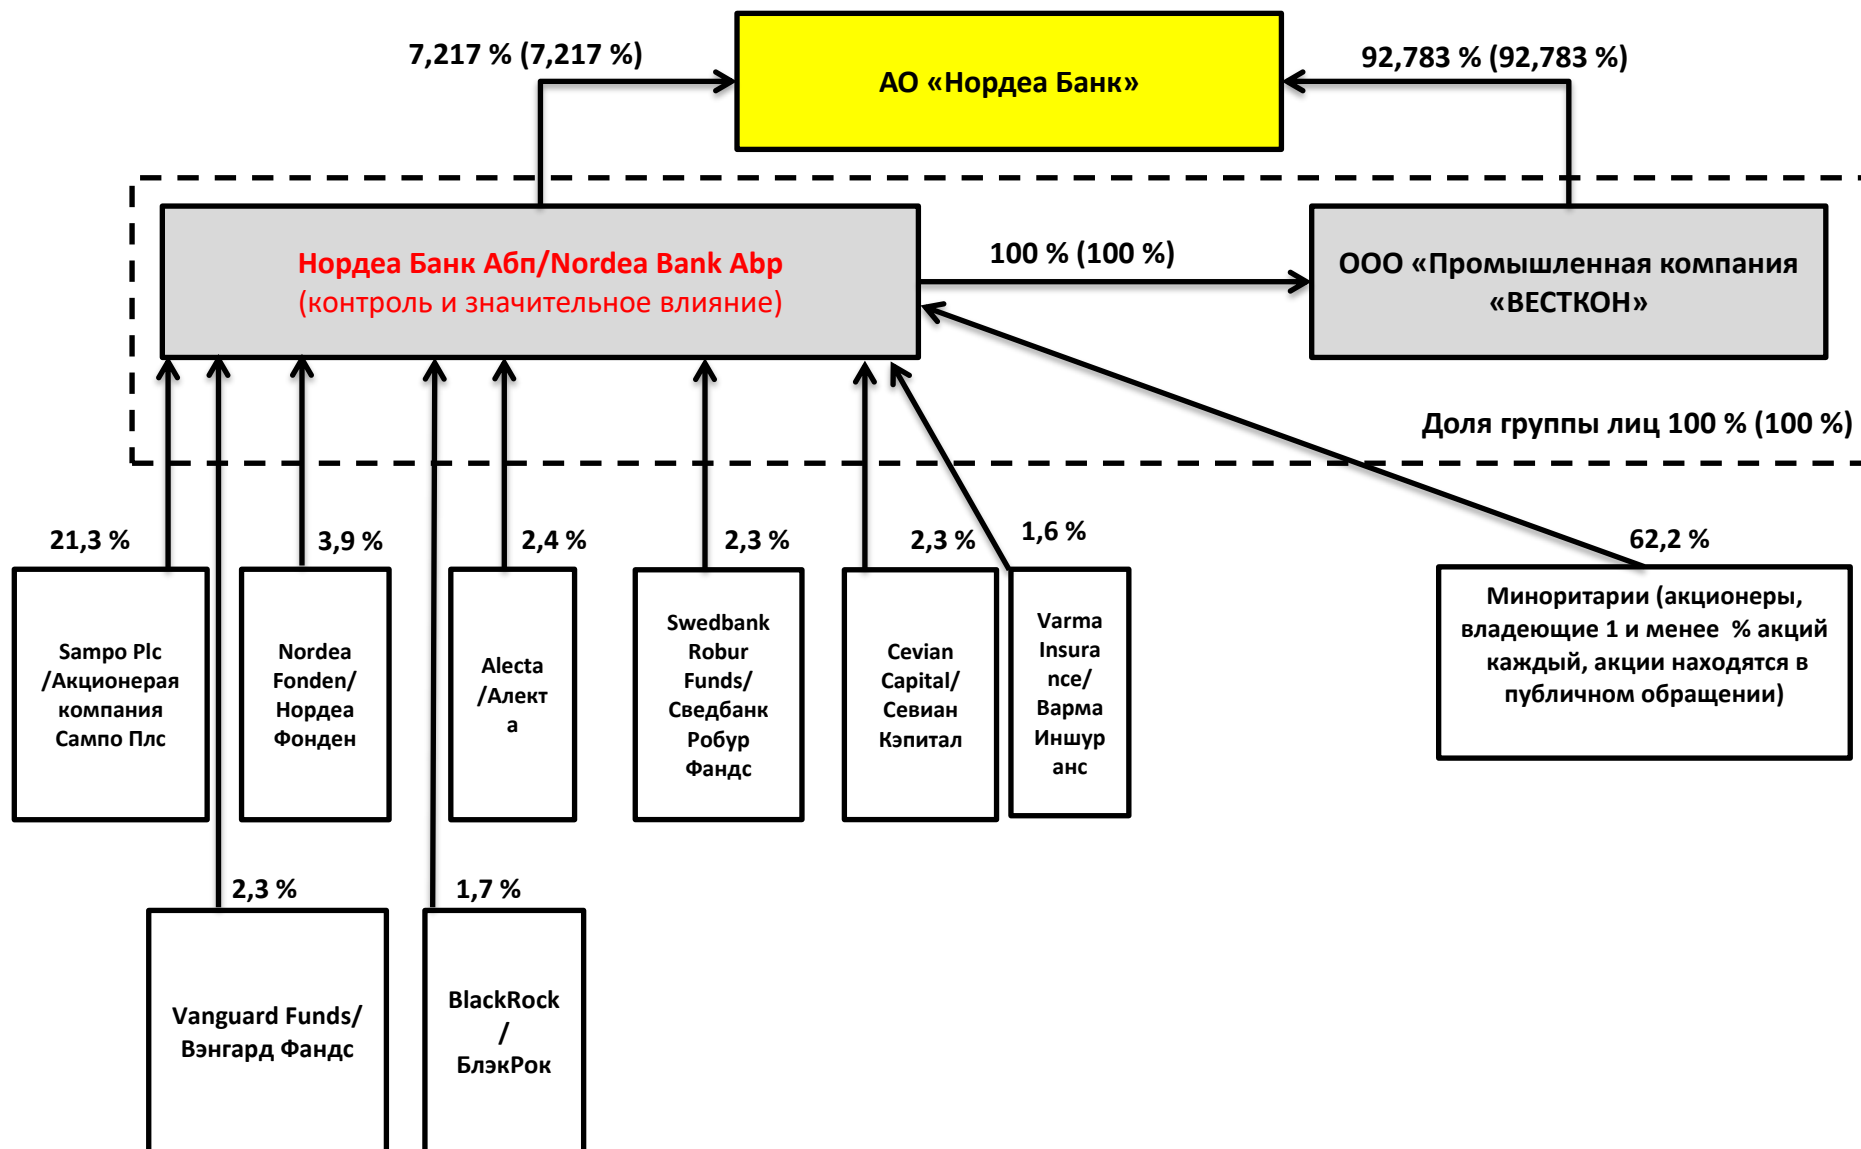 7,217 % (7,217 %)
АО «Нордеа Банк»
92,783 % (92,783 %)
Нордеа Банк Абп/Nordea Bank Abp
(контроль и значительное влияние)
100 % (100 %)
ООО «Промышленная компания
«ВЕСТКОН»
Доля группы лиц 100 % (100 %)
21,3 %
Sampo Plc
/Акционерая
компания
Сампо Плс
3,9 %
Nordea
Fonden/
Нордеа
Фонден
2,4 %
Alecta
/Алект
а
2,3 %
Swedbank
Robur
Funds/
Сведбанк
Робур
Фандс
2,3 %
Cevian
Capital/
Севиан
Кэпитал
1,6 %
Varma
Insura
nce/
Варма
Иншур
анс
62,2 %
Миноритарии (акционеры,
владеющие 1 и менее  % акций
каждый, акции находятся в
публичном обращении)
2,3 %
Vanguard Funds/
Вэнгард Фандс
1,7 %
BlackRock
/
БлэкРок